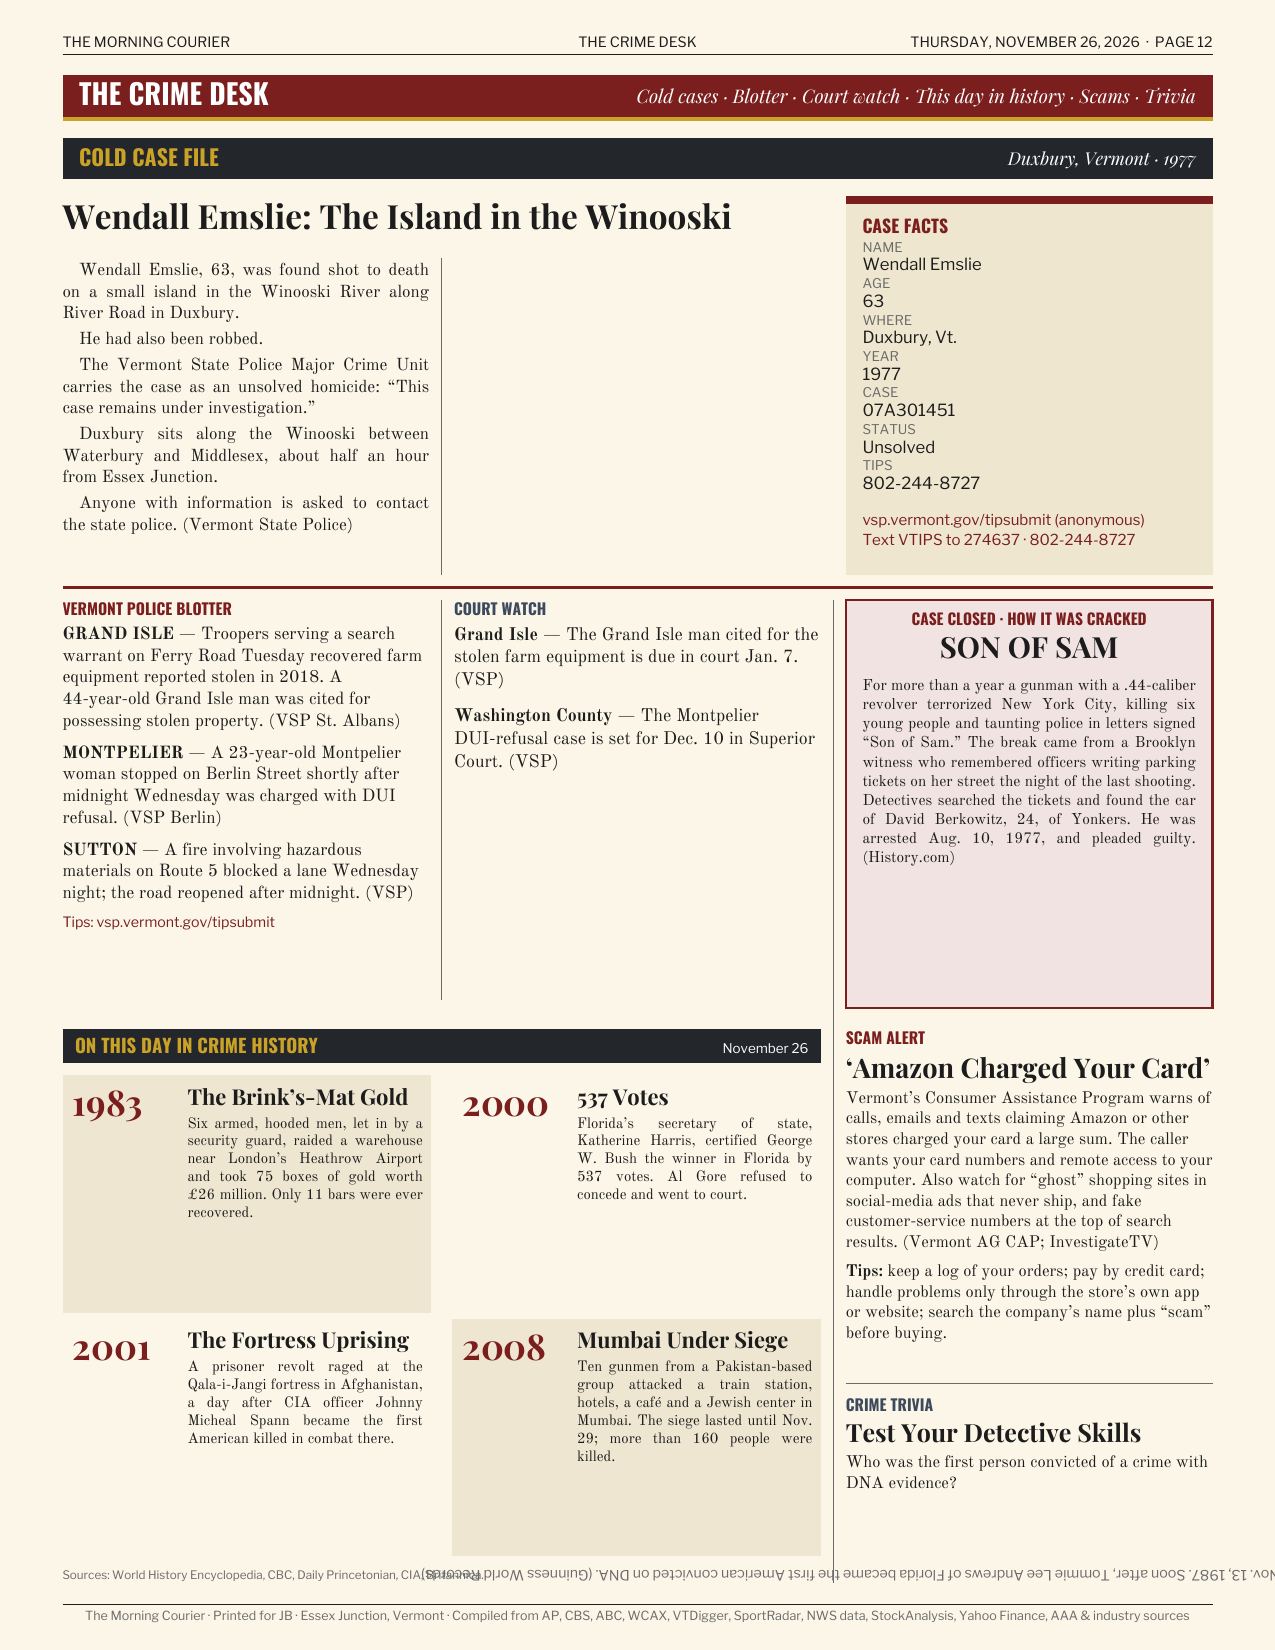 THE MORNING COURIER THE CRIME DESK THURSDAY, NOVEMBER 26, 2026 · PAGE 12
THE CRIME DESK
Cold cases · Blotter · Court watch · This day in history · Scams · Trivia
COLD CASE FILE
Duxbury, Vermont · 1977
Wendall Emslie: The Island in the Winooski
Wendall Emslie, 63, was found shot to death
on a small island in the Winooski River along
River Road in Duxbury.
He had also been robbed.
The Vermont State Police Major Crime Unit
carries the case as an unsolved homicide: “This
case remains under investigation.”
Duxbury sits along the Winooski between
Waterbury and Middlesex, about half an hour
from Essex Junction.
Anyone with information is asked to contact
the state police. (Vermont State Police)
CASE FACTS
NAME
Wendall Emslie
AGE
63
WHERE
Duxbury, Vt.
YEAR
1977
CASE
07A301451
STATUS
Unsolved
TIPS
802-244-8727
vsp.vermont.gov/tipsubmit (anonymous)
Text VTIPS to 274637 · 802-244-8727
VERMONT POLICE BLOTTER
GRAND ISLE — Troopers serving a search
warrant on Ferry Road Tuesday recovered farm
equipment reported stolen in 2018. A
44-year-old Grand Isle man was cited for
possessing stolen property. (VSP St. Albans)
MONTPELIER — A 23-year-old Montpelier
woman stopped on Berlin Street shortly after
midnight Wednesday was charged with DUI
refusal. (VSP Berlin)
SUTTON — A fire involving hazardous
materials on Route 5 blocked a lane Wednesday
night; the road reopened after midnight. (VSP)
Tips: vsp.vermont.gov/tipsubmit
COURT WATCH
Grand Isle — The Grand Isle man cited for the
stolen farm equipment is due in court Jan. 7.
(VSP)
Washington County — The Montpelier
DUI-refusal case is set for Dec. 10 in Superior
Court. (VSP)
CASE CLOSED · HOW IT WAS CRACKED
SON OF SAM
For more than a year a gunman with a .44-caliber
revolver terrorized New York City, killing six
young people and taunting police in letters signed
“Son of Sam.” The break came from a Brooklyn
witness who remembered officers writing parking
tickets on her street the night of the last shooting.
Detectives searched the tickets and found the car
of David Berkowitz, 24, of Yonkers. He was
arrested Aug. 10, 1977, and pleaded guilty.
(History.com)
ON THIS DAY IN CRIME HISTORY
November 26
1983
The Brink’s-Mat Gold
Six armed, hooded men, let in by a
security guard, raided a warehouse
near London’s Heathrow Airport
and took 75 boxes of gold worth
£26 million. Only 11 bars were ever
recovered.
2000
537 Votes
Florida’s secretary of state,
Katherine Harris, certified George
W. Bush the winner in Florida by
537 votes. Al Gore refused to
concede and went to court.
2001
The Fortress Uprising
A prisoner revolt raged at the
Qala-i-Jangi fortress in Afghanistan,
a day after CIA officer Johnny
Micheal Spann became the first
American killed in combat there.
2008
Mumbai Under Siege
Ten gunmen from a Pakistan-based
group attacked a train station,
hotels, a café and a Jewish center in
Mumbai. The siege lasted until Nov.
29; more than 160 people were
killed.
SCAM ALERT
‘Amazon Charged Your Card’
Vermont’s Consumer Assistance Program warns of
calls, emails and texts claiming Amazon or other
stores charged your card a large sum. The caller
wants your card numbers and remote access to your
computer. Also watch for “ghost” shopping sites in
social-media ads that never ship, and fake
customer-service numbers at the top of search
results. (Vermont AG CAP; InvestigateTV)
Tips: keep a log of your orders; pay by credit card;
handle problems only through the store’s own app
or website; search the company’s name plus “scam”
before buying.
CRIME TRIVIA
Test Your Detective Skills
Who was the first person convicted of a crime with
DNA evidence?
Nov. 13, 1987. Soon after, Tommie Lee Andrews of Florida became the first American convicted on DNA. (Guinness World Records)
Sources: World History Encyclopedia, CBC, Daily Princetonian, CIA,
The Morning Courier · Printed for JB · Essex Junction, Vermont · Compiled from AP, CBS, ABC, WCAX, VTDigger, SportRadar, NWS data, StockAnalysis, Yahoo Finance, AAA & industry sources